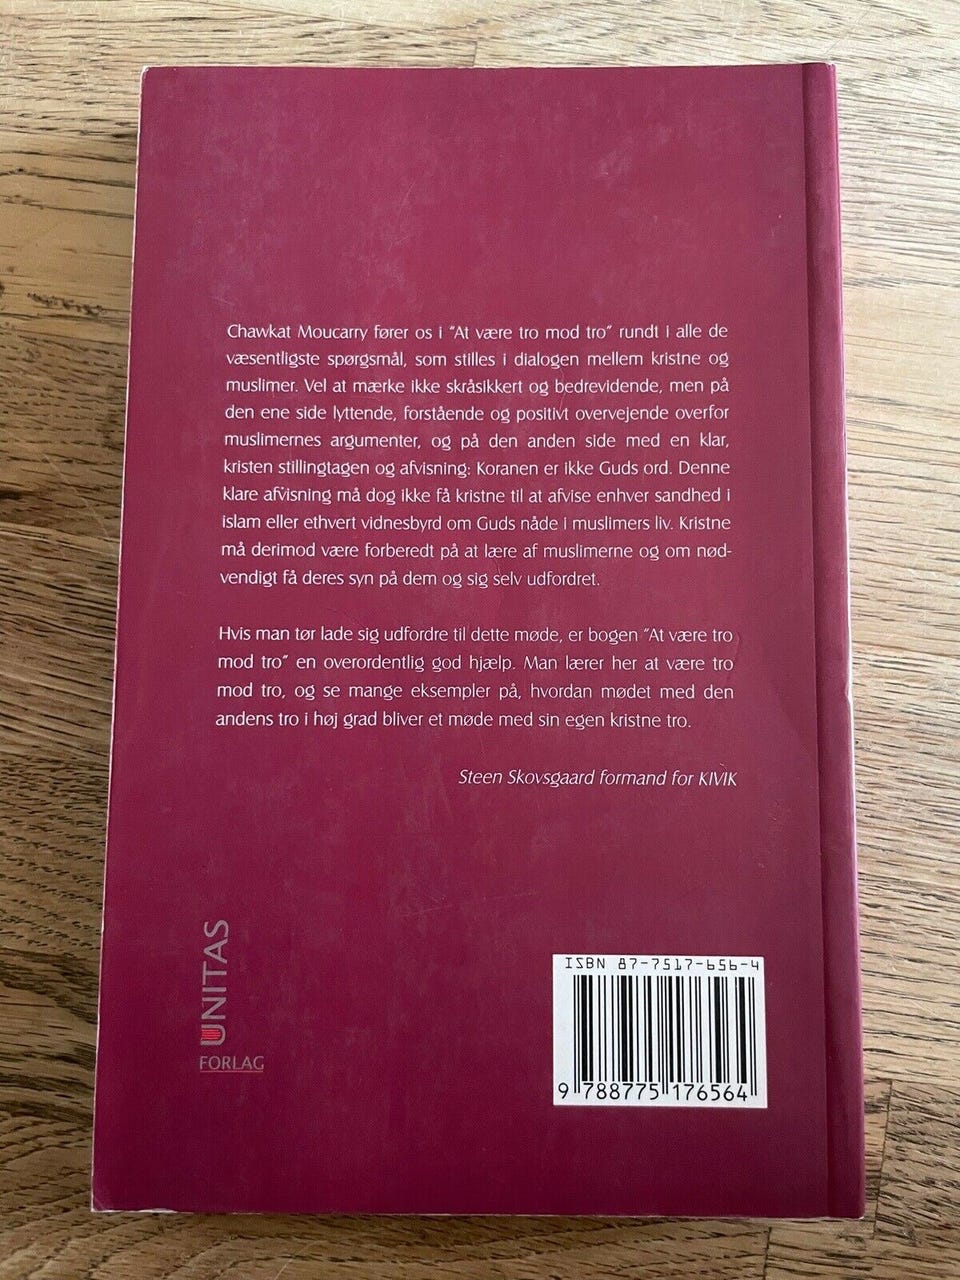 Chawkat Moucarry fører os i "At være tro mod tro" rundt i alle de
væsentligste spørgsmål, som stilles i dialogen mellem kristne og
muslimer. Vel at mærke ikke skråsikkert og bedrevidende, men på
den ene side lyttende, forstående og positivt overvejende overfor
muslimernes argumenter, og på den anden side med en klar,
kristen stillingtagen og afvisning: Koranen er ikke Guds ord. Denne
klare afvisning må dog ikke få kristne til at afvise enhver sandhed i
islam eller ethvert vidnesbyrd om Guds nåde i muslimers liv. Kristne
må derimod være forberedt på at lære af muslimerne og om nød-
vendigt få deres syn på dem og sig selv udfordret.
Hvis man tør lade sig udfordre til dette møde, er bogen "At være tro
mod tro" en overordentlig god hjælp. Man lærer her at være tro
mod tro, og se mange eksempler på, hvordan mødet med den
andens tro i høj grad bliver et møde med sin egen kristne tro.
Steen Skovsgaard formand for KIVIK
UNITAS
FORLAG
ISBN 87-7517-656-4
9 788775 176564